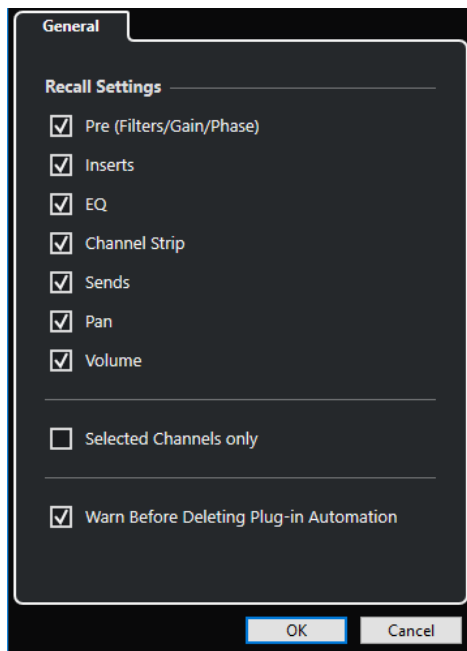 General
Recall Settings
Pre (Filters/Gain/Phase)
Inserts
EQ
Channel Strip
Sends
Pan
Volume
Selected Channels only
Warn Before Deleting Plug-in Automation
OK
Cancel